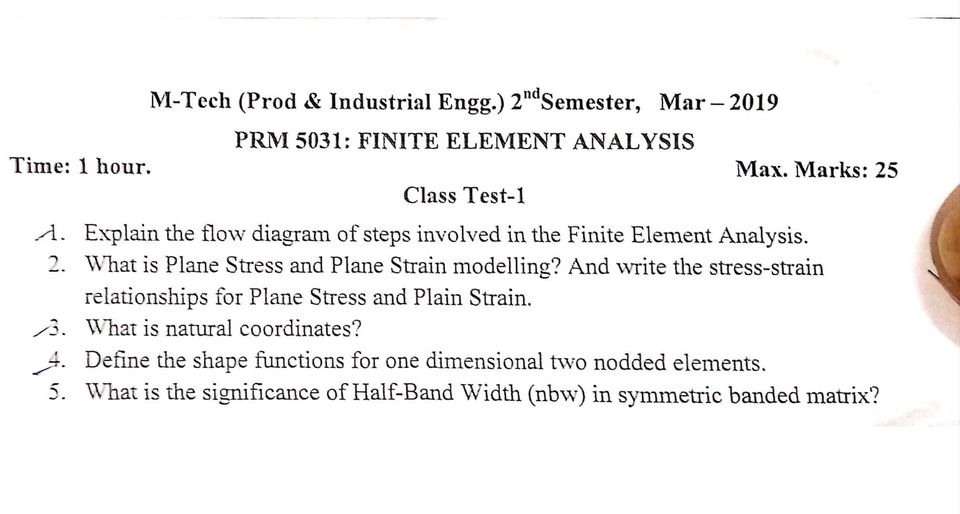 M-Tech (Prod & Industrial Engg.) 2nd Semester, Mar – 2019
PRM 5031: FINITE ELEMENT ANALYSIS
Time: 1 hour.
Max. Marks: 25
Class Test-1
1. Explain the flow diagram of steps involved in the Finite Element Analysis.
2. What is Plane Stress and Plane Strain modelling? And write the stress-strain
relationships for Plane Stress and Plain Strain.
3. What is natural coordinates?
4. Define the shape functions for one dimensional two nodded elements.
5. What is the significance of Half-Band Width (nbw) in symmetric banded matrix?